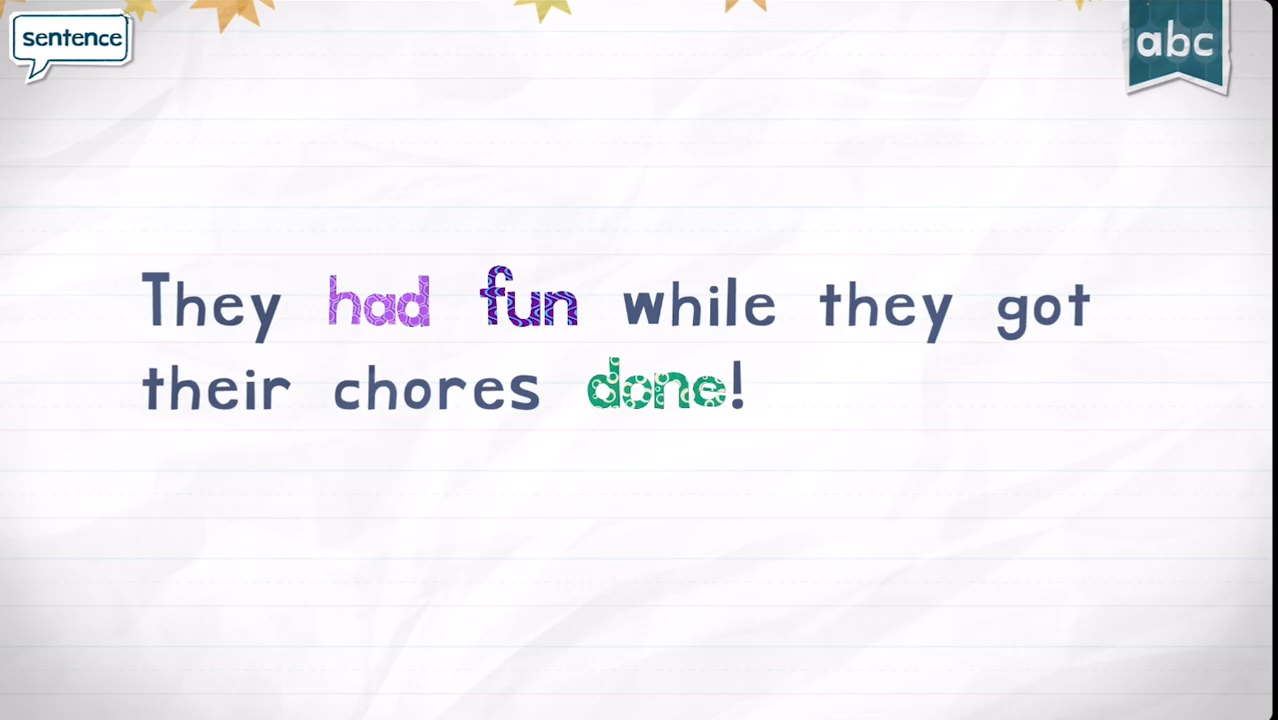 sentence
abc
They had fun while they got
their chores done!